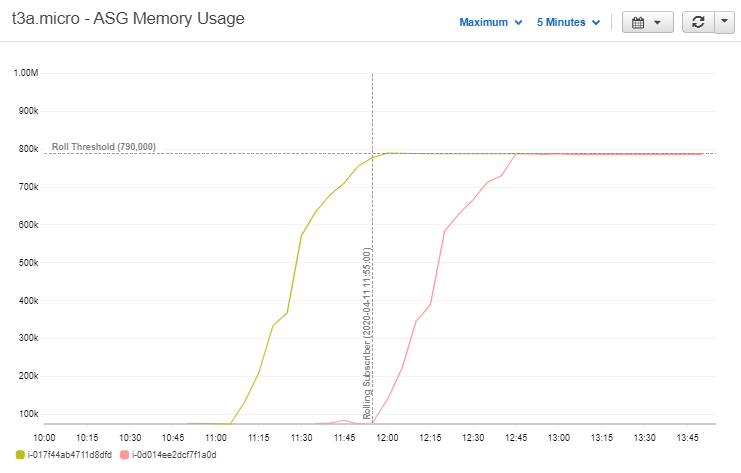 t3a.micro - ASG Memory Usage
Maximum
5 Minutes
1.00M
900k
Roll Threshold (790,000)
800k
700k
600k
500k
400k
300k
200k
100k
Rolling Subscriber (2020-04-11 11:55:00)
10:00 10:15 10:30 10:45 11:00 11:15 11:30 11:45 12:00 12:15 12:30 12:45 13:00 13:15 13:30 13:45
i-017f44ab4711d8dfd i-0d014ee2dcf7f1a0d